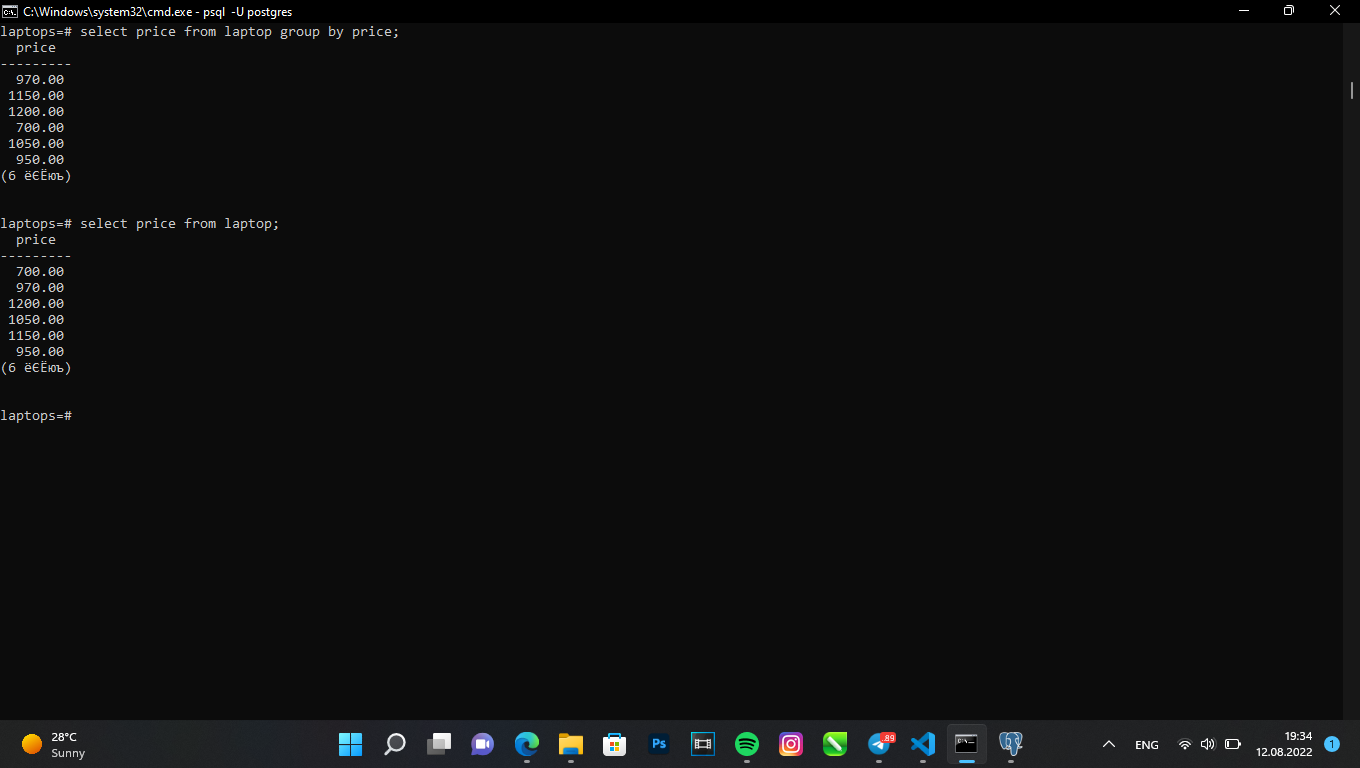 C:\Windows\system32\cmd.exe - psql -U postgres
laptops=# select price from laptop group by price;
price
---------
970.00
1150.00
1200.00
700.00
1050.00
950.00
(6 ёЄЁюъ)
laptops=# select price from laptop;
price
---------
700.00
970.00
1200.00
1050.00
1150.00
950.00
(6 ёЄЁюъ)
laptops=#
28°C
Sunny
Ps
89
ENG
19:34
12.08.2022
1